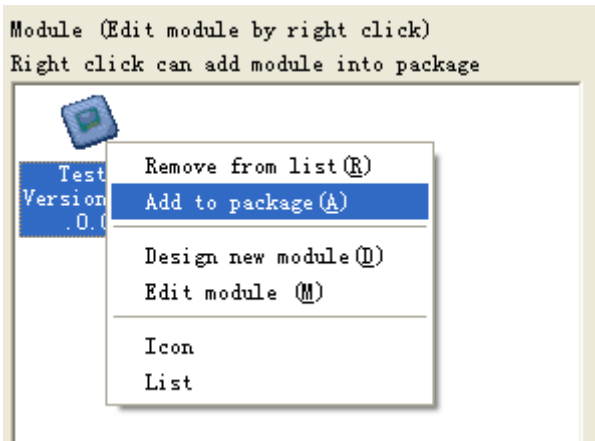 Module (Edit module by right click)
Right click can add module into package
Test
Version
.0.
Remove from list(R)
Add to package(A)
Design new module(D)
Edit module (M)
Icon
List